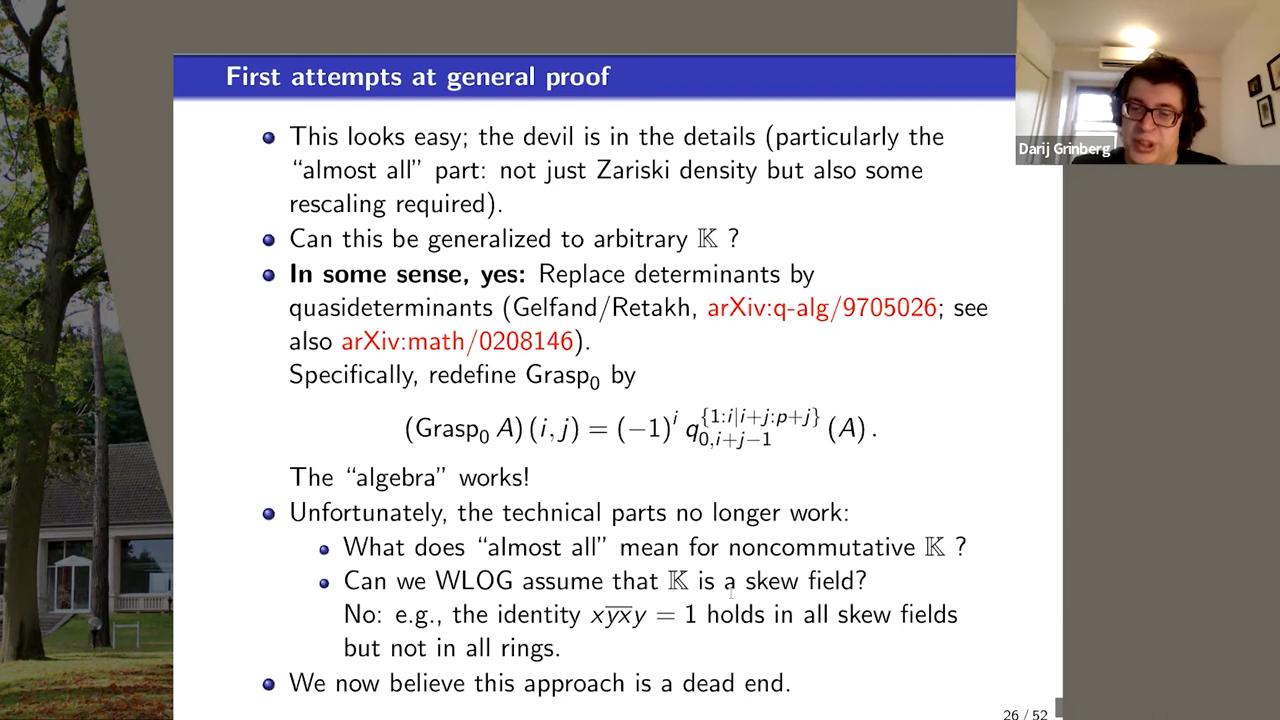 First attempts at general proof
This looks easy; the devil is in the details (particularly the
“almost all” part: not just Zariski density but also some
rescaling required).
Can this be generalized to arbitrary 𝕂 ?
In some sense, yes: Replace determinants by
quasideterminants (Gelfand/Retakh, arXiv:q-alg/9705026; see
also arXiv:math/0208146).
Specifically, redefine Grasp₀ by
(Grasp₀ A) (i, j) = (−1)^i q_{0,i+j−1}^{{1:i|i+j:p+j}} (A) .
The “algebra” works!
Unfortunately, the technical parts no longer work:
What does “almost all” mean for noncommutative 𝕂 ?
Can we WLOG assume that 𝕂 is a skew field?
No: e.g., the identity x\overline{yx}y = 1 holds in all skew fields
but not in all rings.
We now believe this approach is a dead end.
26 / 52
Darij Grinberg